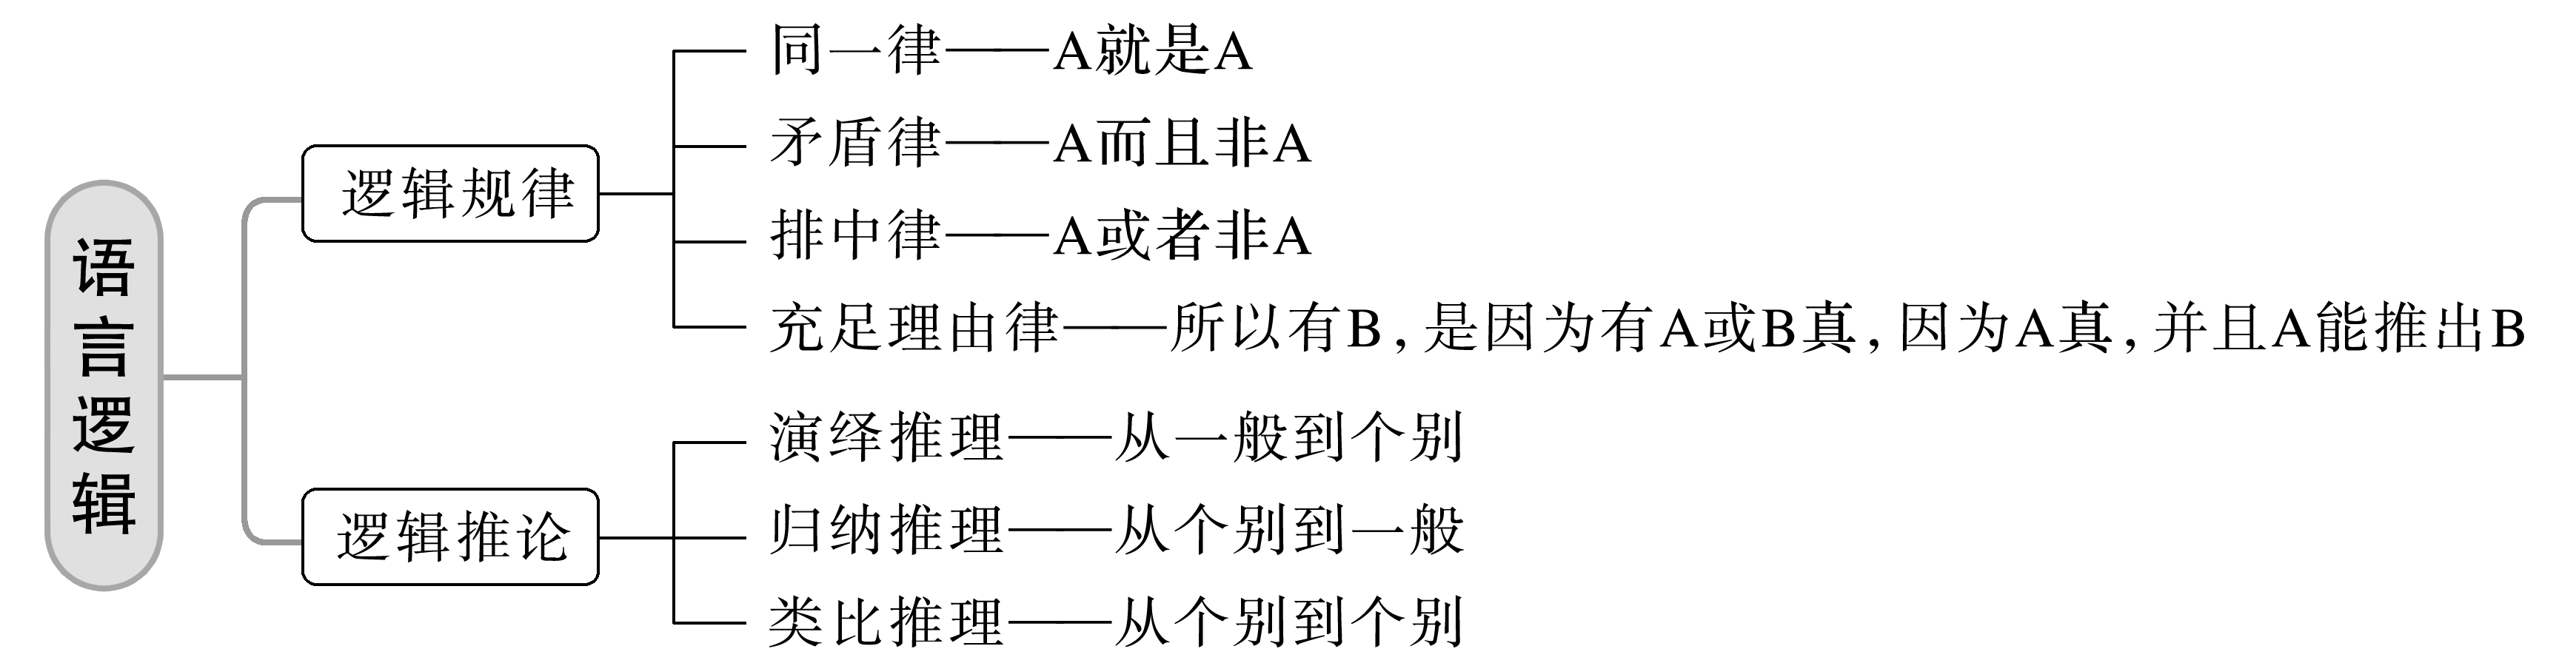 语言逻辑
逻辑规律
同一律——A就是A
矛盾律——A而且非A
排中律——A或者非A
充足理由律——所以有B,是因为有A或B真,因为A真,并且A能推出B
逻辑推论
演绎推理——从一般到个别
归纳推理——从个别到一般
类比推理——从个别到个别